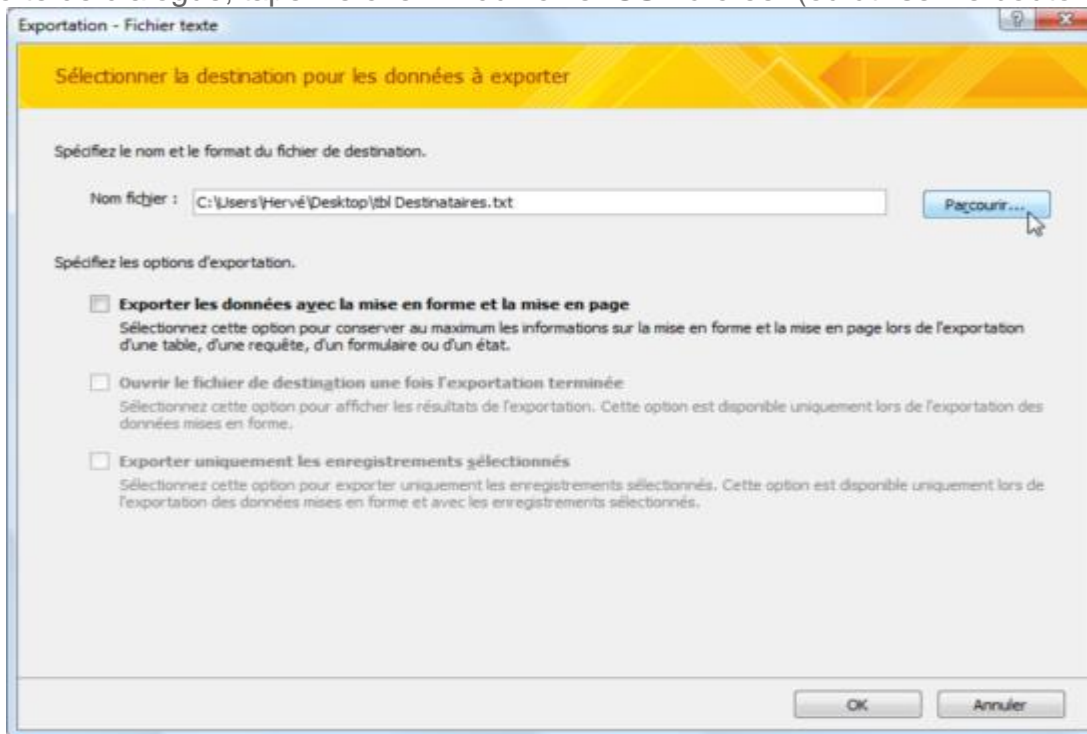 Exportation - Fichier texte
Sélectionner la destination pour les données à exporter
Spécifiez le nom et le format du fichier de destination.
Nom fichier : C:\Users\Hervé\Desktop\tbl Destinataires.txt Parcourir...
Spécifiez les options d'exportation.
Exporter les données avec la mise en forme et la mise en page
Sélectionnez cette option pour conserver au maximum les informations sur la mise en forme et la mise en page lors de l'exportation
d'une table, d'une requête, d'un formulaire ou d'un état.
Ouvrir le fichier de destingtion une fois l'exportation terminée
Sélectionnez cette option pour afficher les résultats de l'exportation. Cette option est disponible uniquement lors de l'exportation des
données mises en forme.
Exporter uniquement les enregistrements sélectionnés
Sélectionnez cette option pour exporter uniquement les enregistrements sélectionnés. Cette option est disponible uniquement lors de
l'exportation des données mises en forme et avec les enregistrements sélectionnés.
OK Annuler